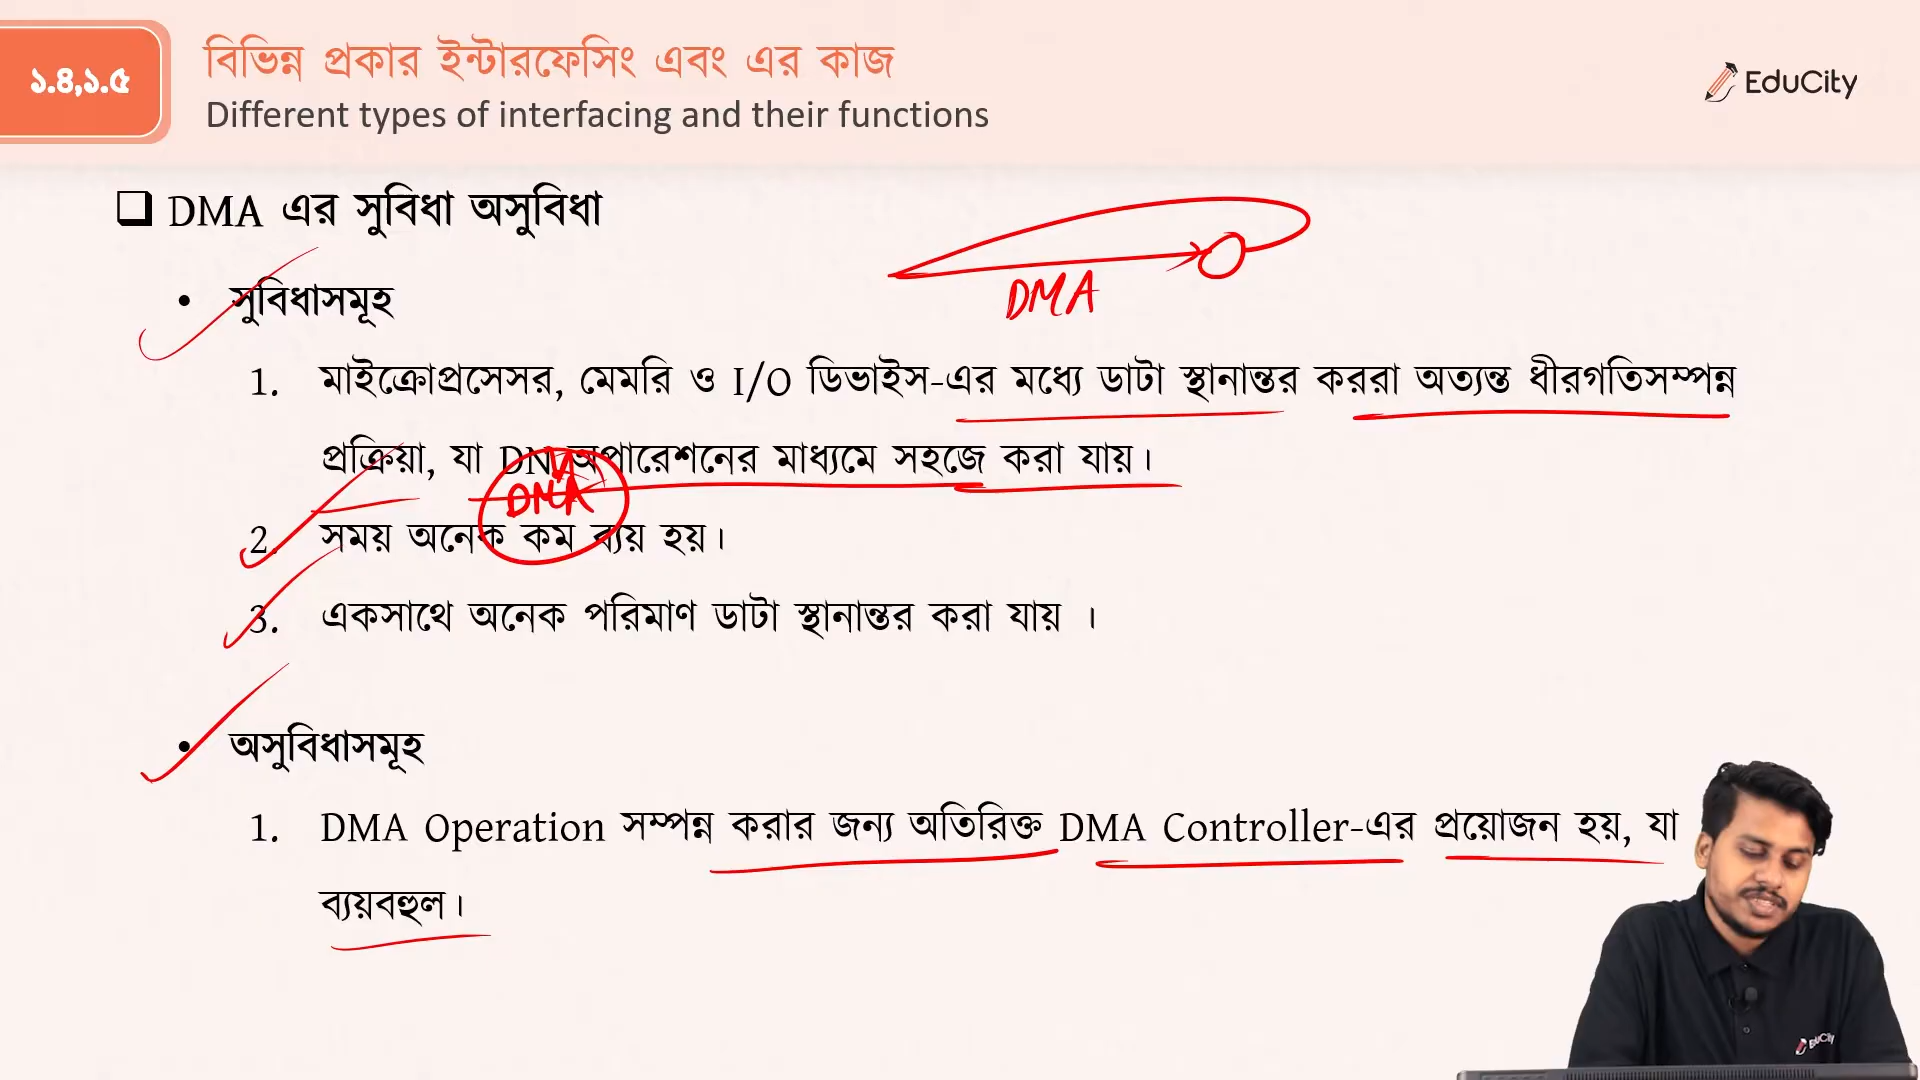 ১.৪,১.৫
বিভিন্ন প্রকার ইন্টারফেসিং এবং এর কাজ
Different types of interfacing and their functions
EduCity
DMA এর সুবিধা অসুবিধা
DMA
• সুবিধাসমূহ
1. মাইক্রোপ্রসেসর, মেমরি ও I/O ডিভাইস-এর মধ্যে ডাটা স্থানান্তর কররা অত্যন্ত ধীরগতিসম্পন্ন
প্রক্রিয়া, যা অপারেশনের মাধ্যমে সহজে করা যায়।
DMA
2. সময় অনেক কম ব্যয় হয়।
3. একসাথে অনেক পরিমাণ ডাটা স্থানান্তর করা যায় ।
• অসুবিধাসমূহ
1. DMA Operation সম্পন্ন করার জন্য অতিরিক্ত DMA Controller-এর প্রয়োজন হয়, যা
ব্যয়বহুল।
EduCity